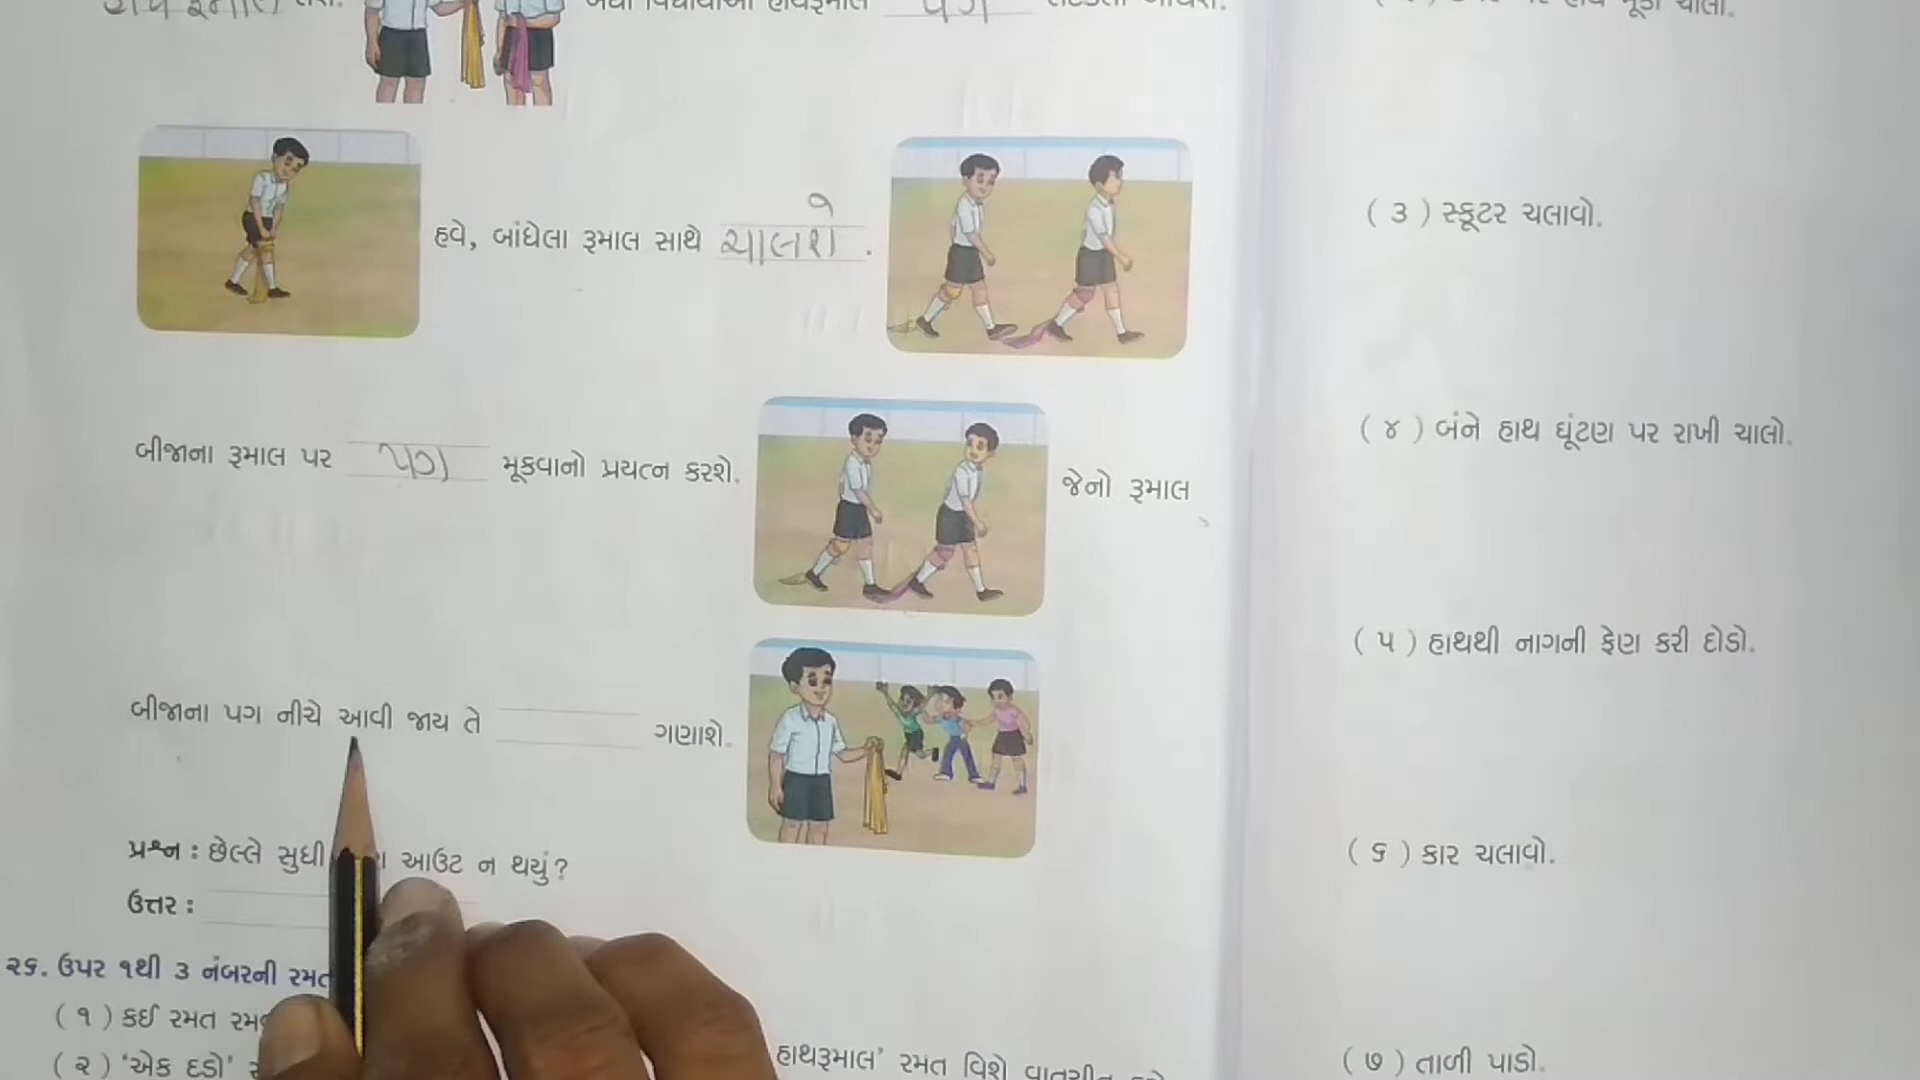 હવે, બાંધેલા રૂમાલ સાથે ચાલશે.
બીજાના રૂમાલ પર પગ મૂકવાનો પ્રયત્ન કરશે. જેનો રૂમાલ
બીજાના પગ નીચે આવી જાય તે ગણાશે.
પ્રશ્ન : છેલ્લે સુધી આઉટ ન થયું?
ઉત્તર :
૨૬. ઉપર ૧થી ૩ નંબરની
(૧) કઈ રમત
(૨) ‘એક દડો’
હાથરૂમાલ’ રમત વિશે
(૩) સ્કૂટર ચલાવો.
(૪) બંને હાથ ઘૂંટણ પર રાખી ચાલો.
(૫) હાથથી નાગની ફેણ કરી દોડો.
(૬) કાર ચલાવો.
(૭) તાળી પાડો.